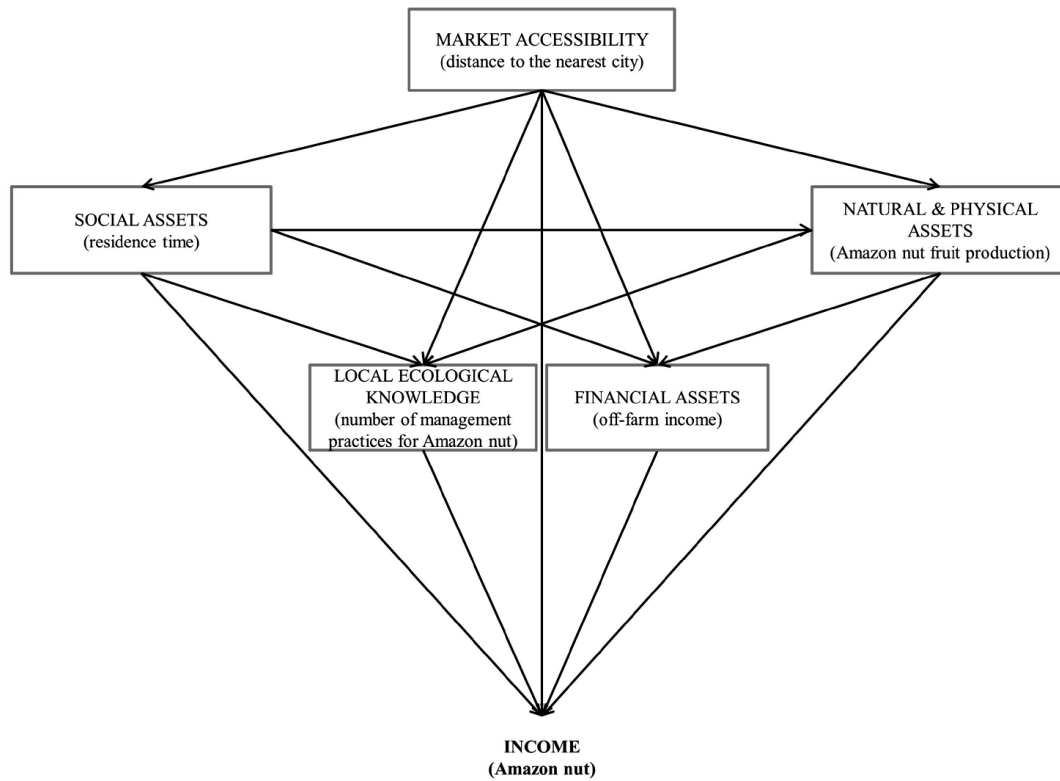 MARKET ACCESSIBILITY
(distance to the nearest city)
SOCIAL ASSETS
(residence time)
NATURAL & PHYSICAL
ASSETS
(Amazon nut fruit production)
LOCAL ECOLOGICAL
KNOWLEDGE
(number of management
practices for Amazon nut)
FINANCIAL ASSETS
(off-farm income)
INCOME
(Amazon nut)